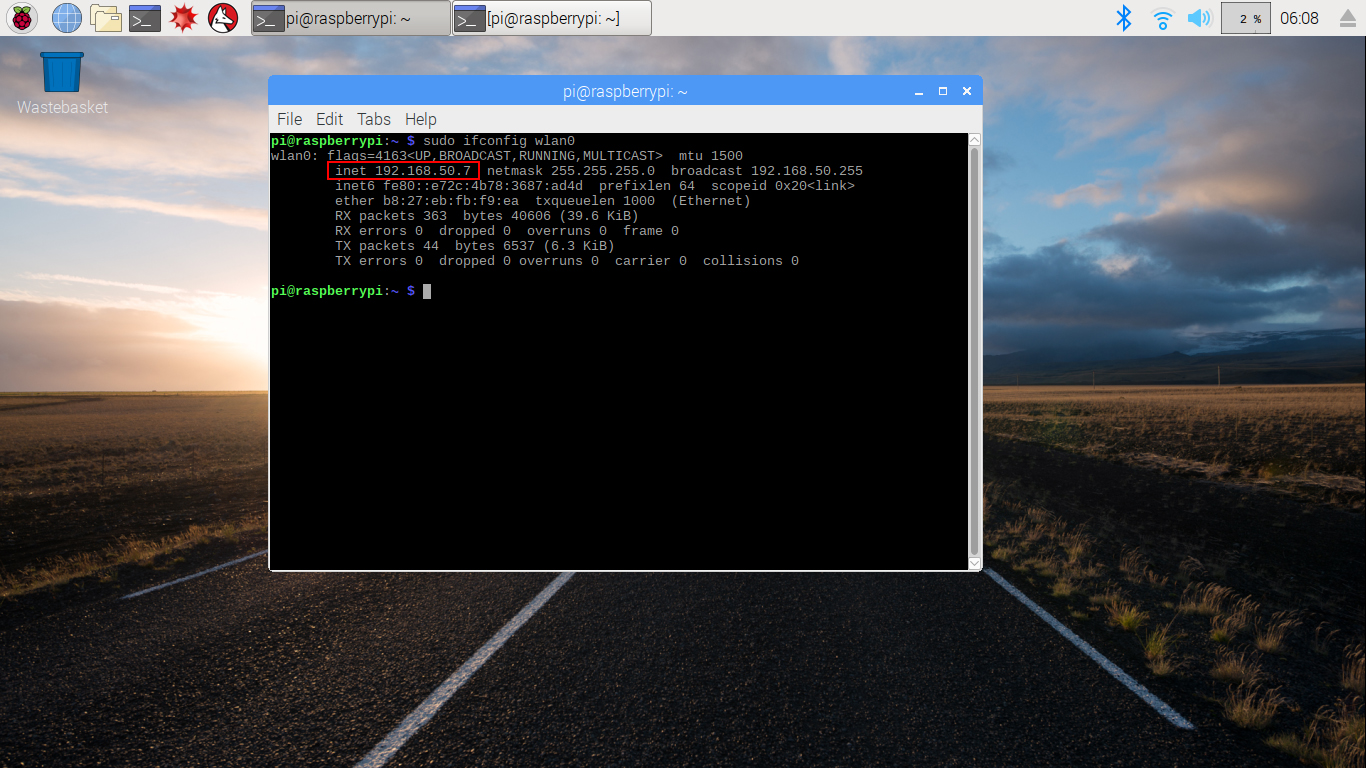 pi@raspberrypi: ~
[pi@raspberrypi: ~]
2 %
06:08
Wastebasket
pi@raspberrypi: ~
File Edit Tabs Help
pi@raspberrypi:~ $ sudo ifconfig wlan0
wlan0: flags=4163<UP,BROADCAST,RUNNING,MULTICAST>  mtu 1500
        inet 192.168.50.7  netmask 255.255.255.0  broadcast 192.168.50.255
        inet6 fe80::e72c:4b78:3687:ad4d  prefixlen 64  scopeid 0x20<link>
        ether b8:27:eb:fb:f9:ea  txqueuelen 1000  (Ethernet)
        RX packets 363  bytes 40606 (39.6 KiB)
        RX errors 0  dropped 0  overruns 0  frame 0
        TX packets 44  bytes 6537 (6.3 KiB)
        TX errors 0  dropped 0 overruns 0  carrier 0  collisions 0
pi@raspberrypi:~ $